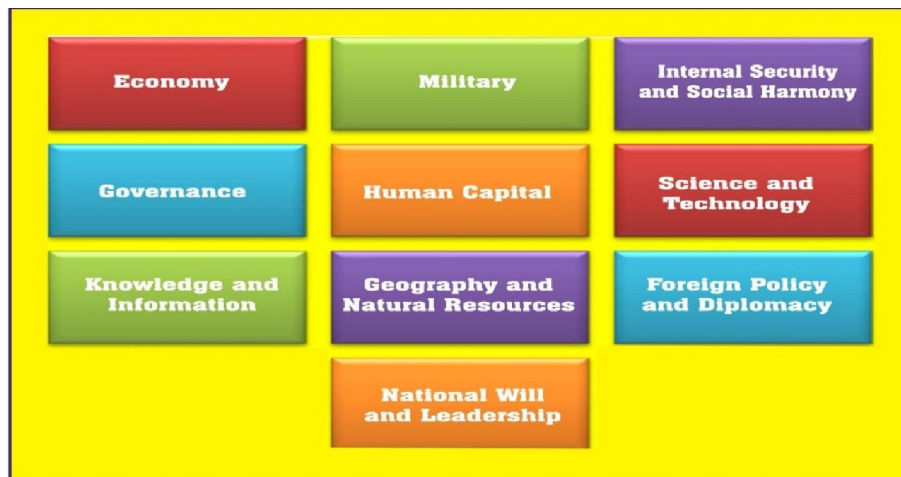 Economy
Military
Internal Security
and Social Harmony
Governance
Human Capital
Science and
Technology
Knowledge and
Information
Geography and
Natural Resources
Foreign Policy
and Diplomacy
National Will
and Leadership